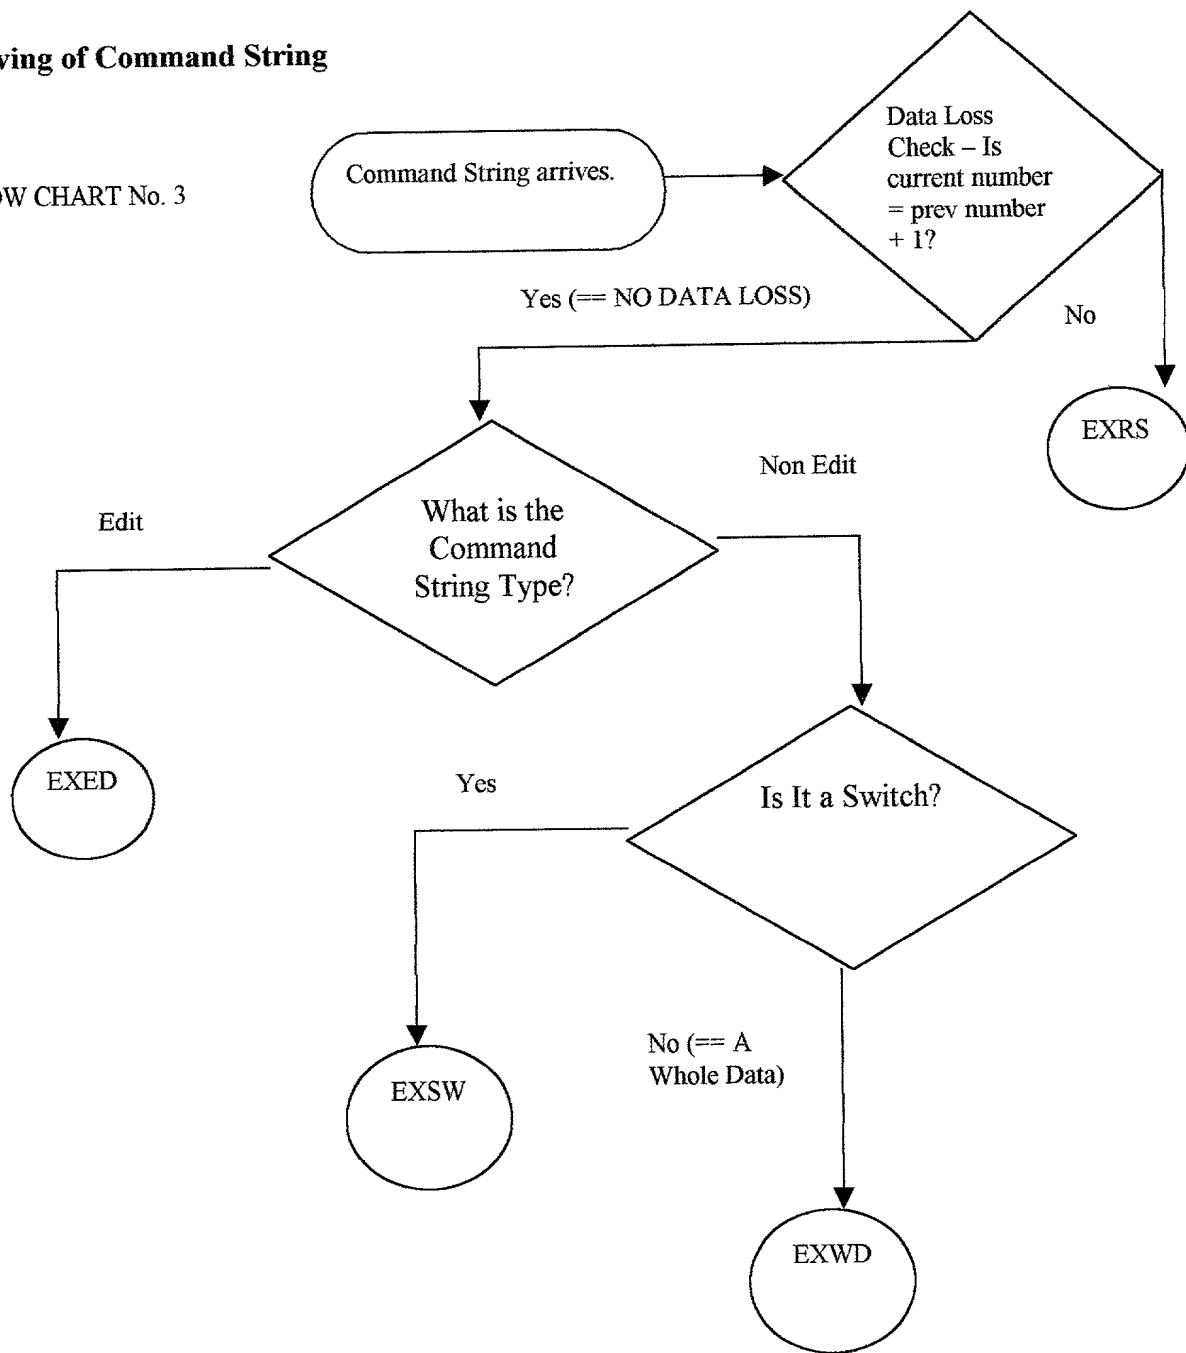 ving of Command String
OW CHART No. 3
Command String arrives.
Data Loss
Check – Is
current number
= prev number
+ 1?
Yes (== NO DATA LOSS)
No
EXRS
Non Edit
Edit
What is the
Command
String Type?
EXED
Yes
Is It a Switch?
EXSW
No (== A
Whole Data)
EXWD